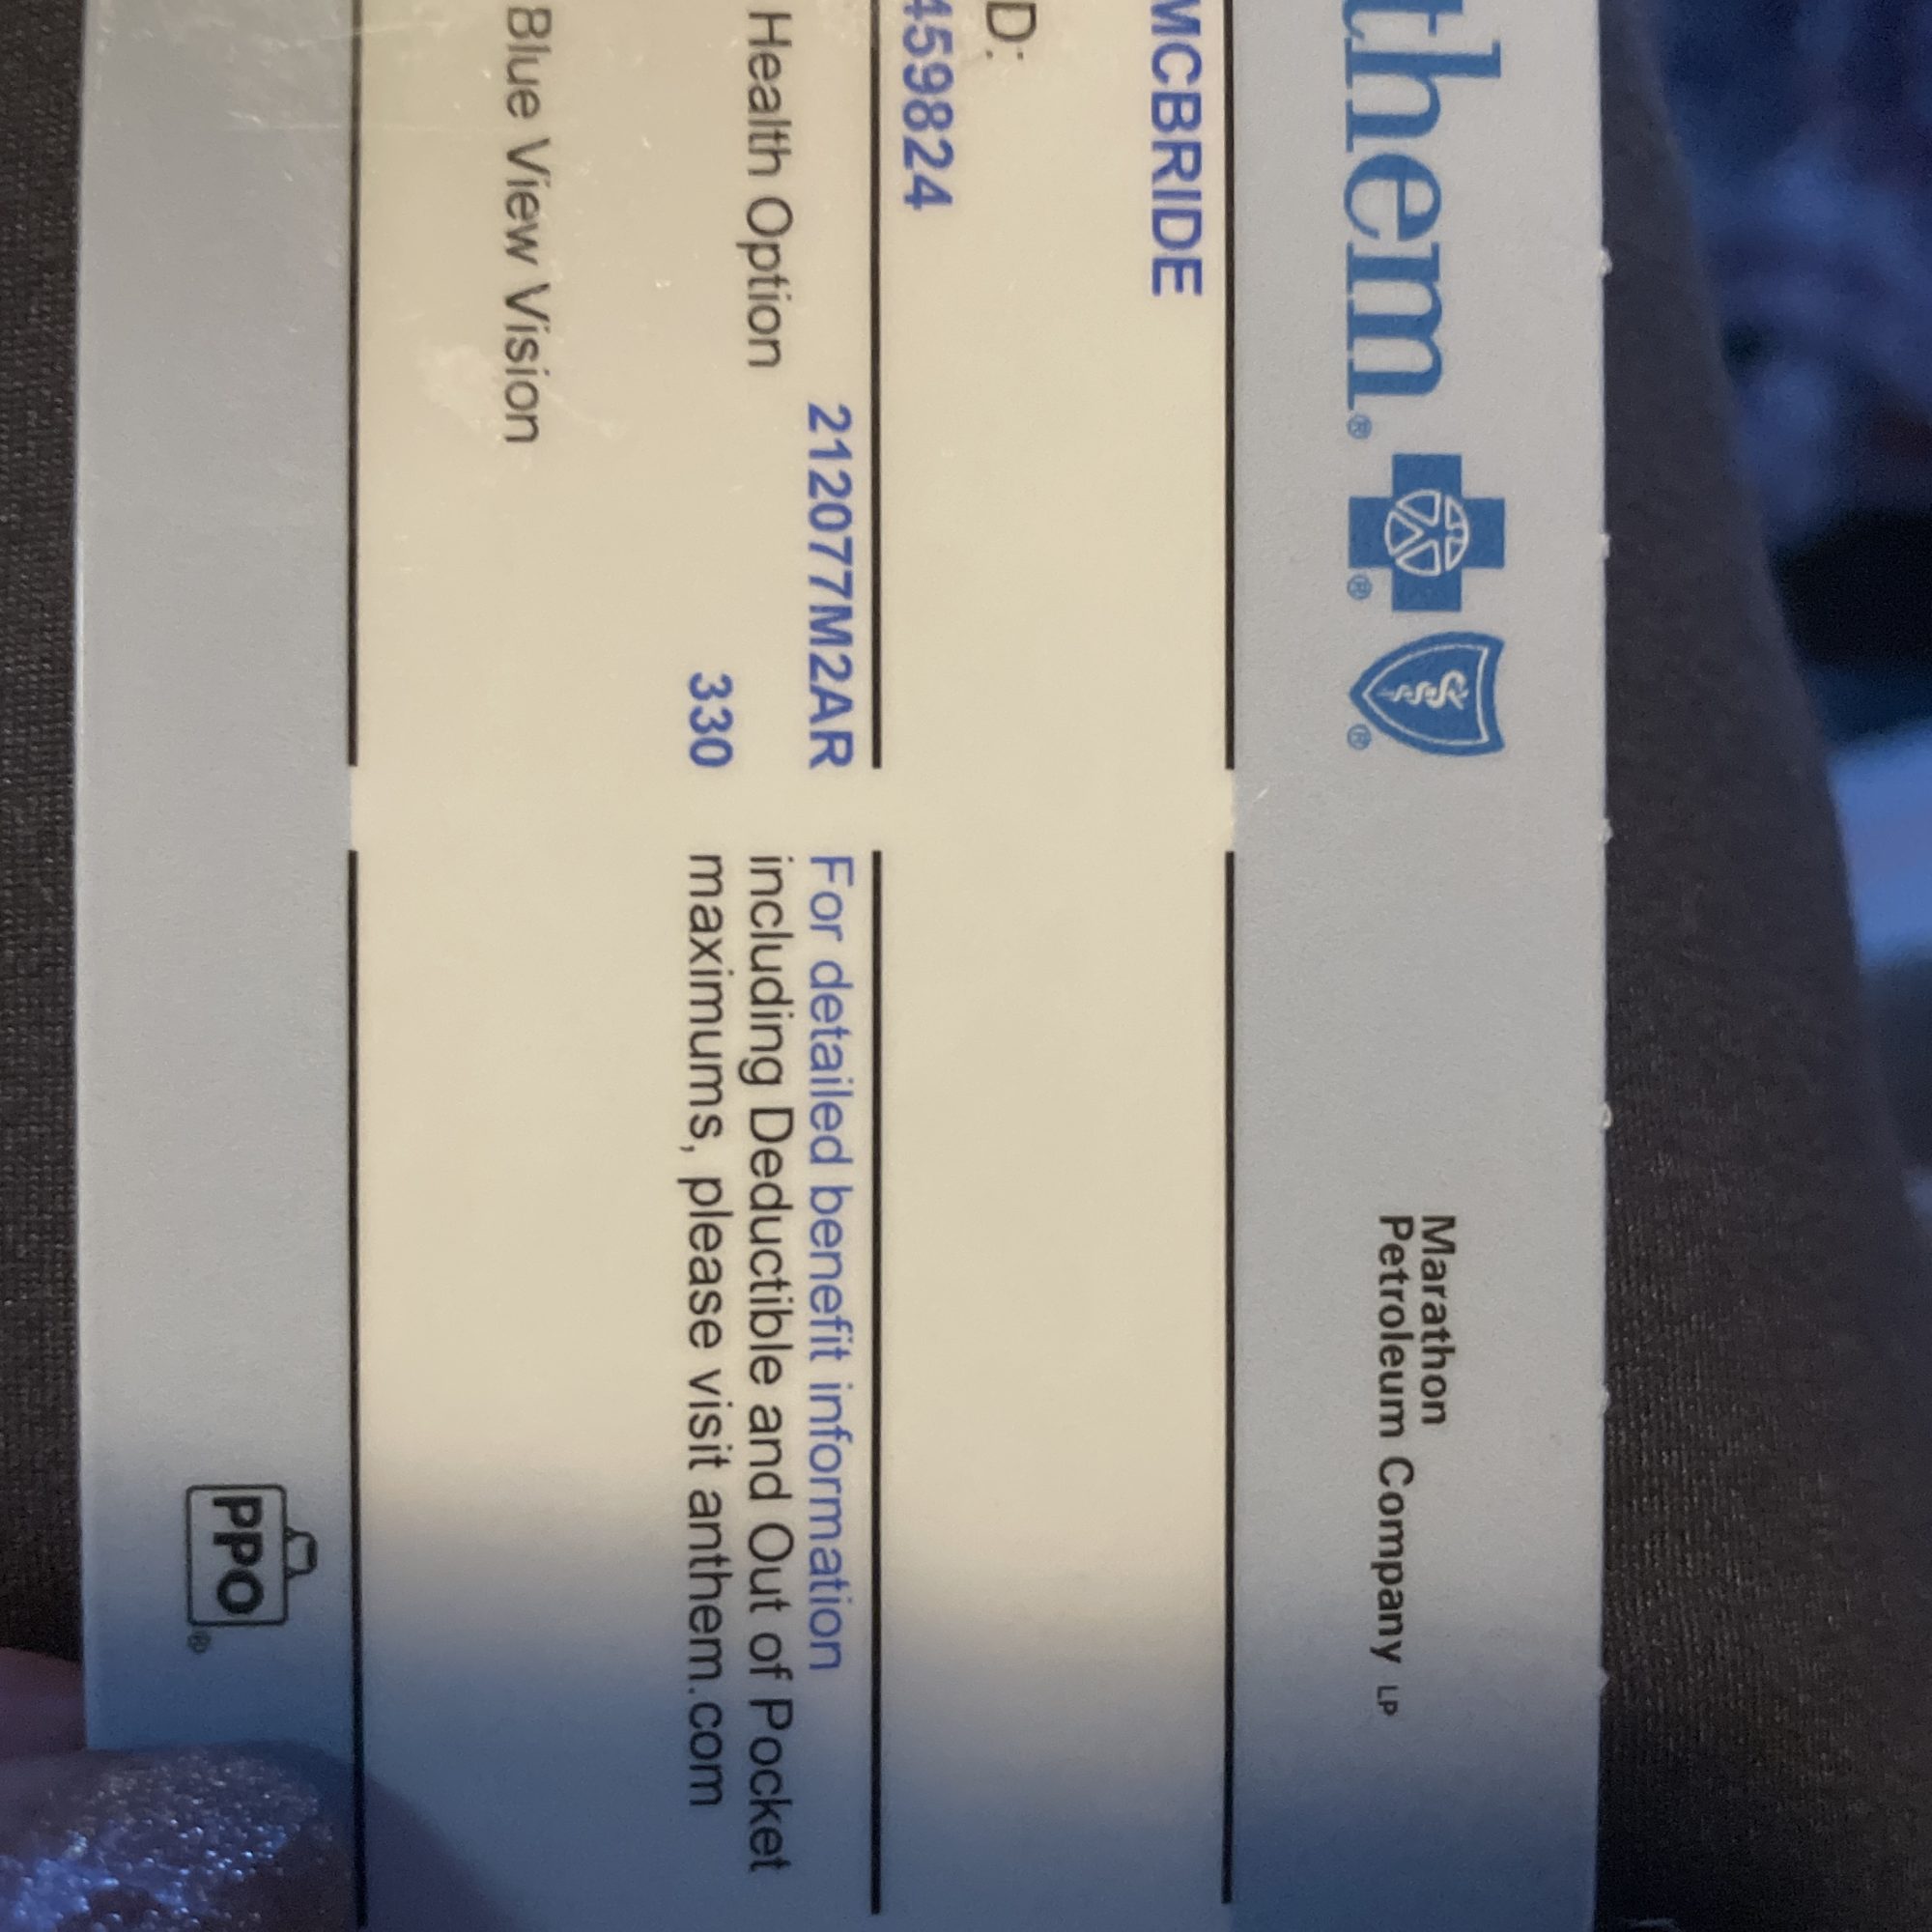 them®
Marathon
Petroleum Company LP
MCBRIDE
D:
459824
212077M2AR
Health Option
330
Blue View Vision
For detailed benefit information
including Deductible and Out of Pocket
maximums, please visit anthem.com
PPO®